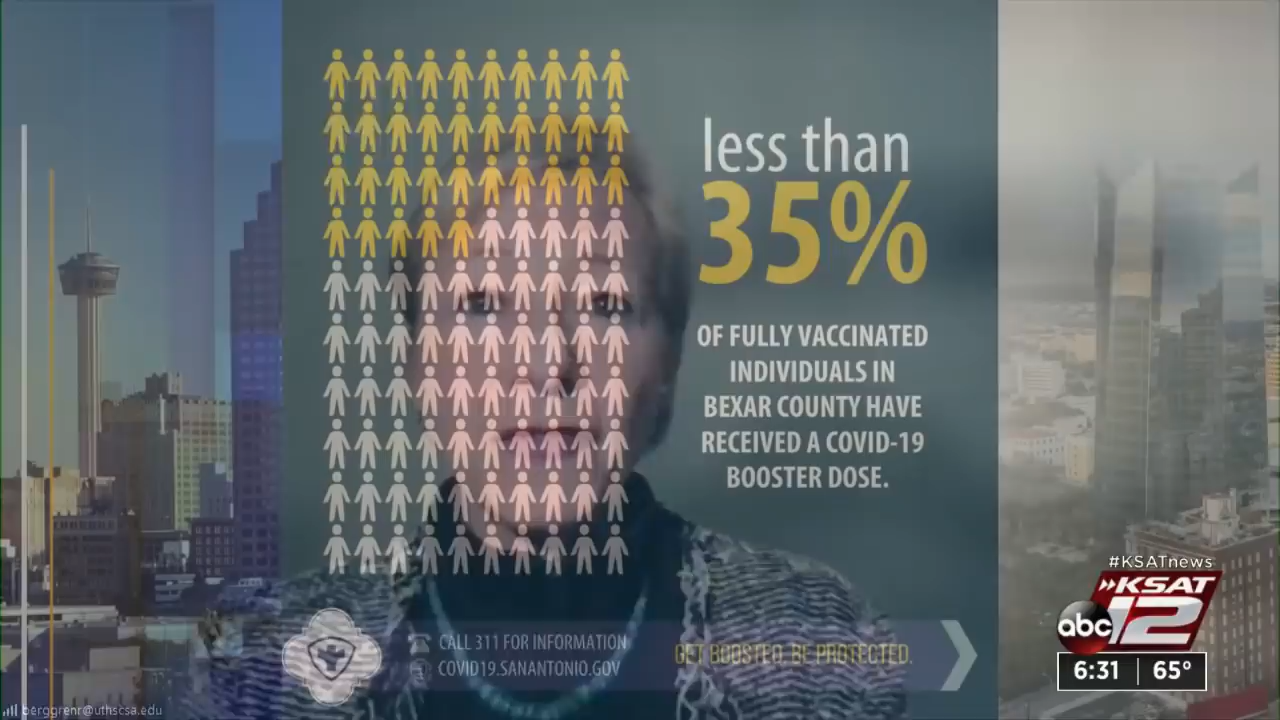 less than
35%
OF FULLY VACCINATED
INDIVIDUALS IN
BEXAR COUNTY HAVE
RECEIVED A COVID-19
BOOSTER DOSE.
CALL 311 FOR INFORMATION
COVID19.SANANTONIO.GOV
GET BOOSTED. BE PROTECTED.
#KSATnews
KSAT
abc 12
6:31 65°
berggrenr@uthscsa.edu